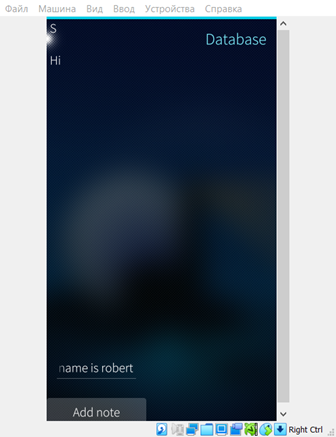 Файл Машина Вид Ввод Устройства Справка
S
Database
Hi
name is robert
Add note
Right Ctrl